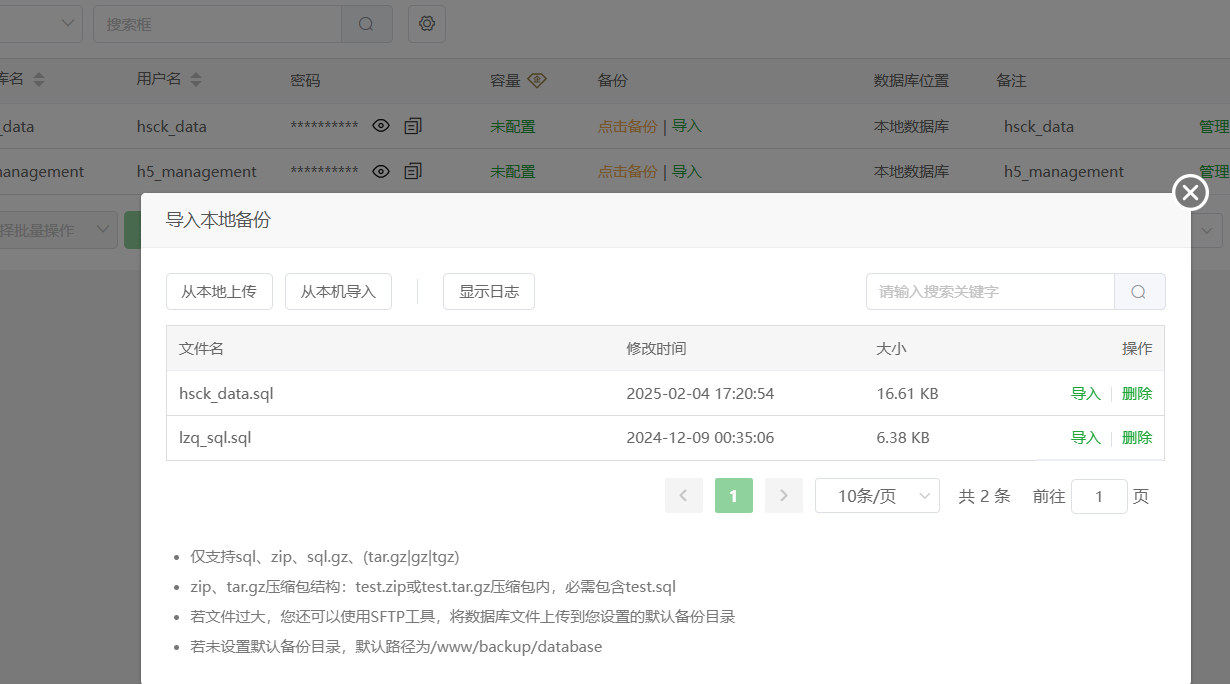 搜索框
库名 用户名 密码 容量 备份 数据库位置 备注
_data hsck_data ********** 未配置 点击备份 | 导入 本地数据库 hsck_data 管理
anagement h5_management ********** 未配置 点击备份 | 导入 本地数据库 h5_management 管理
择批量操作
导入本地备份
从本地上传 从本机导入 显示日志 请输入搜索关键字
文件名 修改时间 大小 操作
hsck_data.sql 2025-02-04 17:20:54 16.61 KB 导入 | 删除
lzq_sql.sql 2024-12-09 00:35:06 6.38 KB 导入 | 删除
1 10条/页 共 2 条 前往 1 页
仅支持sql、zip、sql.gz、(tar.gz|gz|tgz)
zip、tar.gz压缩包结构：test.zip或test.tar.gz压缩包内，必需包含test.sql
若文件过大，您还可以使用SFTP工具，将数据库文件上传到您设置的默认备份目录
若未设置默认备份目录，默认路径为/www/backup/database